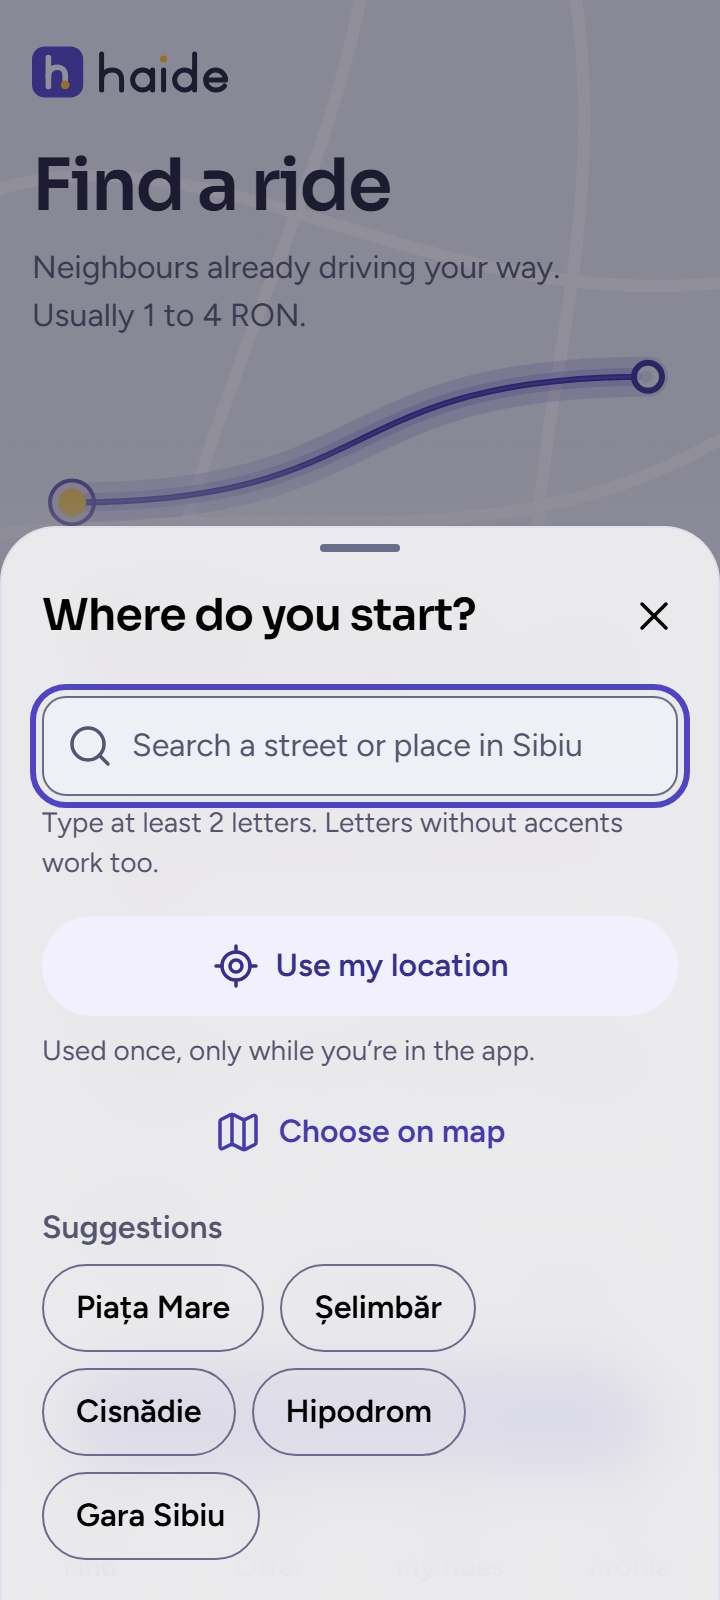 haide
Find a ride
Neighbours already driving your way.
Usually 1 to 4 RON.
Where do you start?
Search a street or place in Sibiu
Type at least 2 letters. Letters without accents
work too.
Use my location
Used once, only while you’re in the app.
Choose on map
Suggestions
Piața Mare
Șelimbăr
Cisnădie
Hipodrom
Gara Sibiu